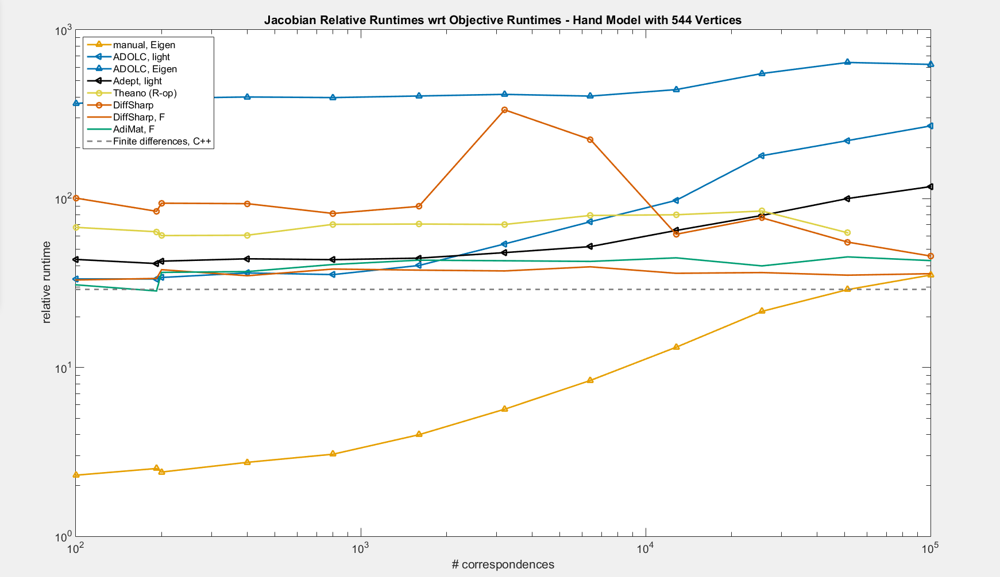 Jacobian Relative Runtimes wrt Objective Runtimes - Hand Model with 544 Vertices
10^3
manual, Eigen
ADOLC, light
ADOLC, Eigen
Adept, light
Theano (R-op)
DiffSharp
DiffSharp, F
AdiMat, F
Finite differences, C++
10^2
relative runtime
10^1
10^0
10^2 10^3 10^4 10^5
# correspondences